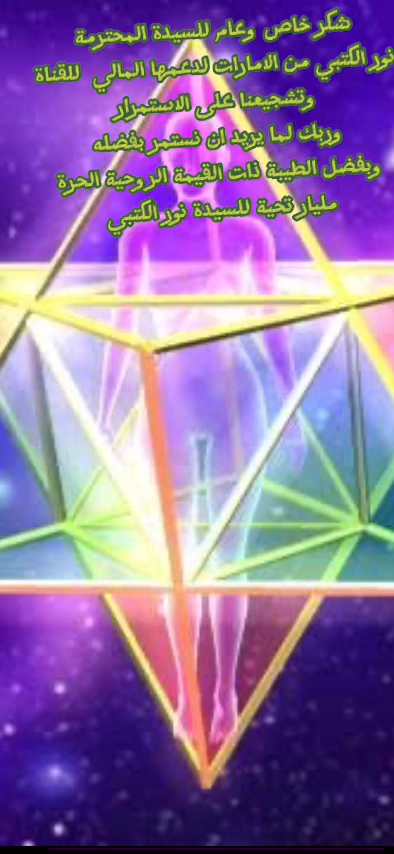 شكر خاص وعامر للسيدة المحترمة
نور الكتبي من الامارات لدعمها المالي للقناة
وتشجيعنا على الاستمرار
وربك لما يريد ان نستمر بفضله
وبفضل الطيبة ذات القيمة الروحية الحرة
مليار تحية للسيدة نور الكتبي